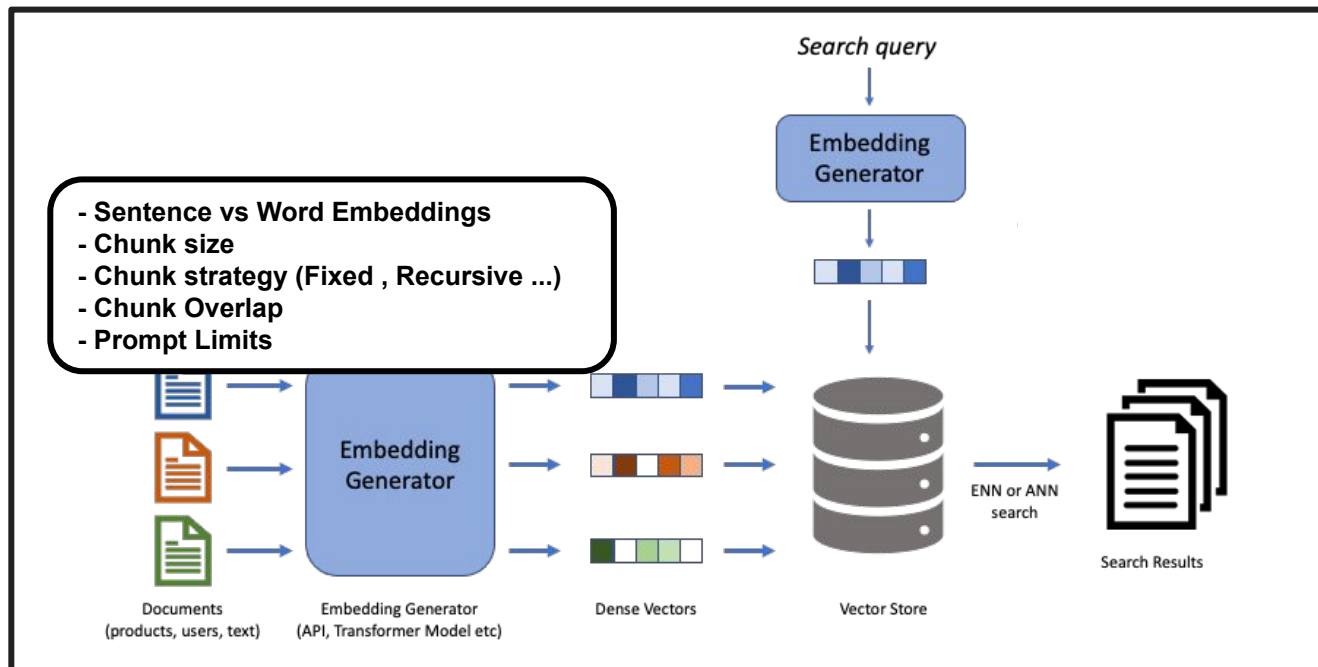 Search query
Embedding
Generator
- Sentence vs Word Embeddings
- Chunk size
- Chunk strategy (Fixed , Recursive ...)
- Chunk Overlap
- Prompt Limits
Embedding
Generator
ENN or ANN
search
Search Results
Documents
(products, users, text)
Embedding Generator
(API, Transformer Model etc)
Dense Vectors
Vector Store